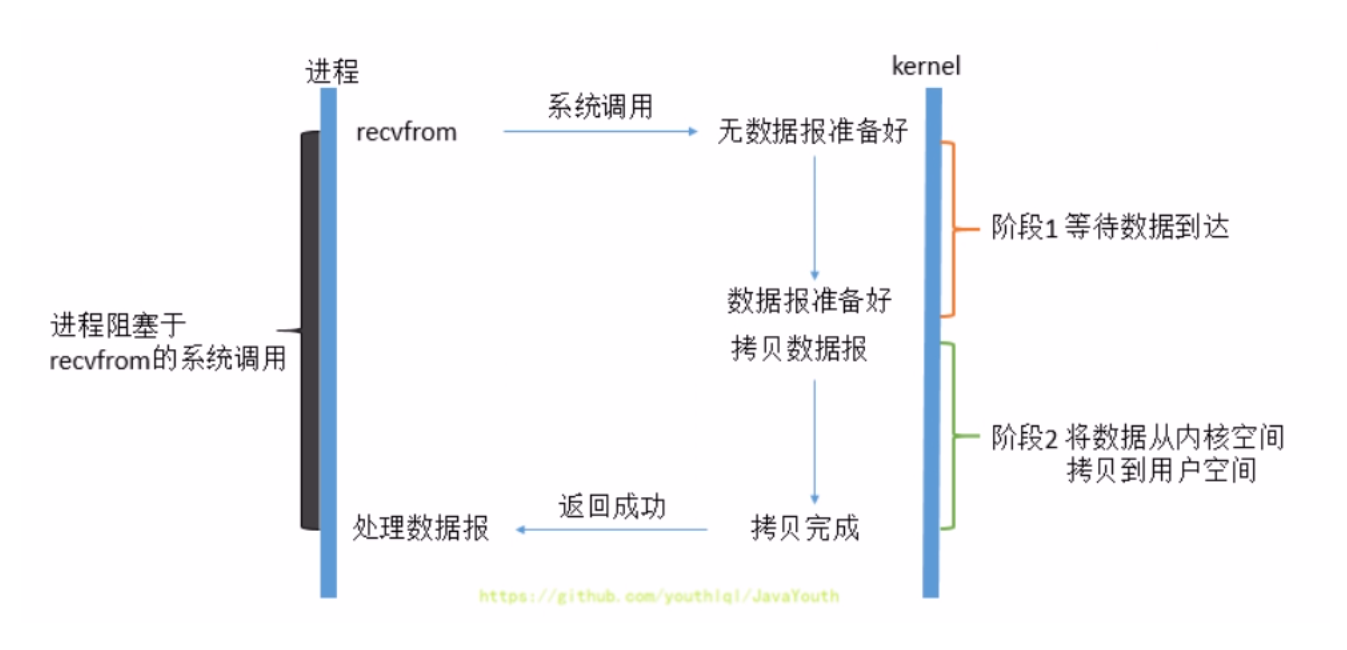 进程
kernel
系统调用
recvfrom
无数据报准备好
阶段1 等待数据到达
数据报准备好
进程阻塞于
recvfrom的系统调用
拷贝数据报
阶段2 将数据从内核空间
拷贝到用户空间
返回成功
处理数据报
拷贝完成
https://github.com/youthlql/JavaYouth